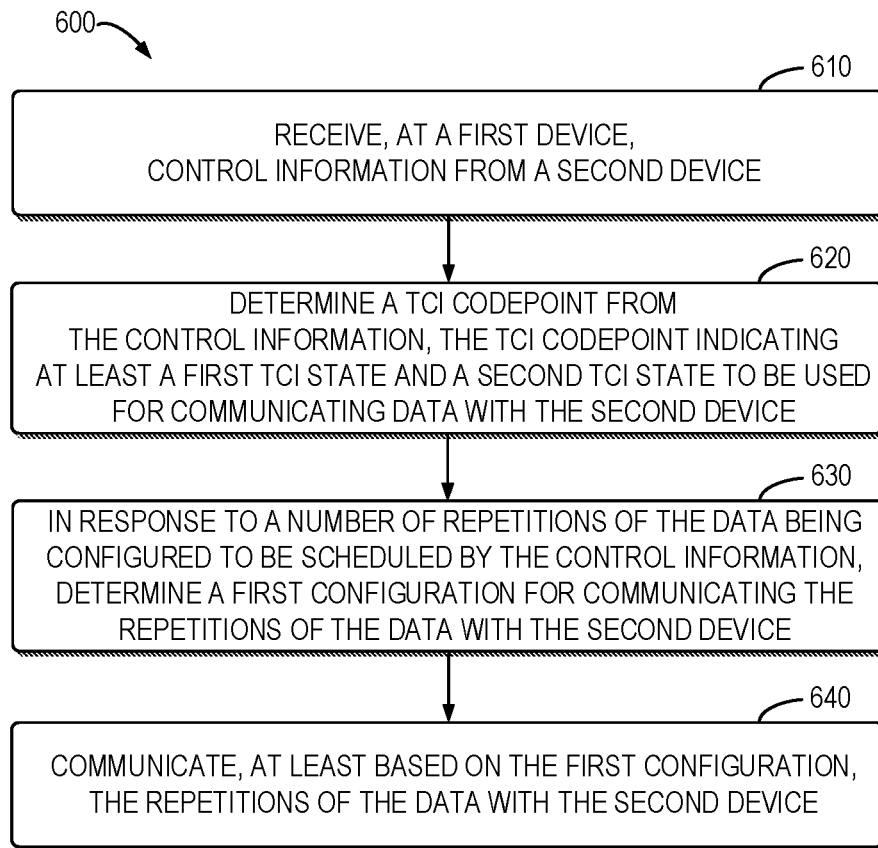 600
610
RECEIVE, AT A FIRST DEVICE,
CONTROL INFORMATION FROM A SECOND DEVICE
620
DETERMINE A TCI CODEPOINT FROM
THE CONTROL INFORMATION, THE TCI CODEPOINT INDICATING
AT LEAST A FIRST TCI STATE AND A SECOND TCI STATE TO BE USED
FOR COMMUNICATING DATA WITH THE SECOND DEVICE
630
IN RESPONSE TO A NUMBER OF REPETITIONS OF THE DATA BEING
CONFIGURED TO BE SCHEDULED BY THE CONTROL INFORMATION,
DETERMINE A FIRST CONFIGURATION FOR COMMUNICATING THE
REPETITIONS OF THE DATA WITH THE SECOND DEVICE
640
COMMUNICATE, AT LEAST BASED ON THE FIRST CONFIGURATION,
THE REPETITIONS OF THE DATA WITH THE SECOND DEVICE